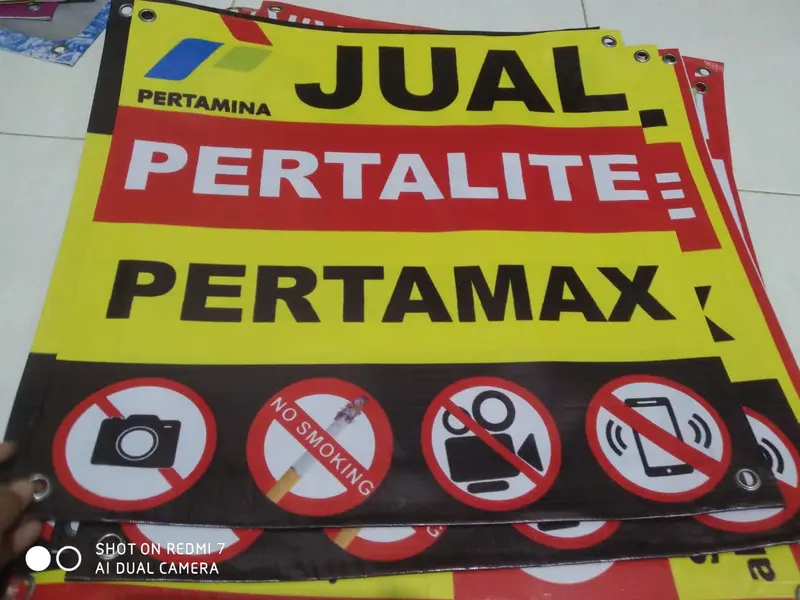 PERTAMINA
JUAL
PERTALITE
PERTAMAX
NO SMOKING
SHOT ON REDMI 7
AI DUAL CAMERA